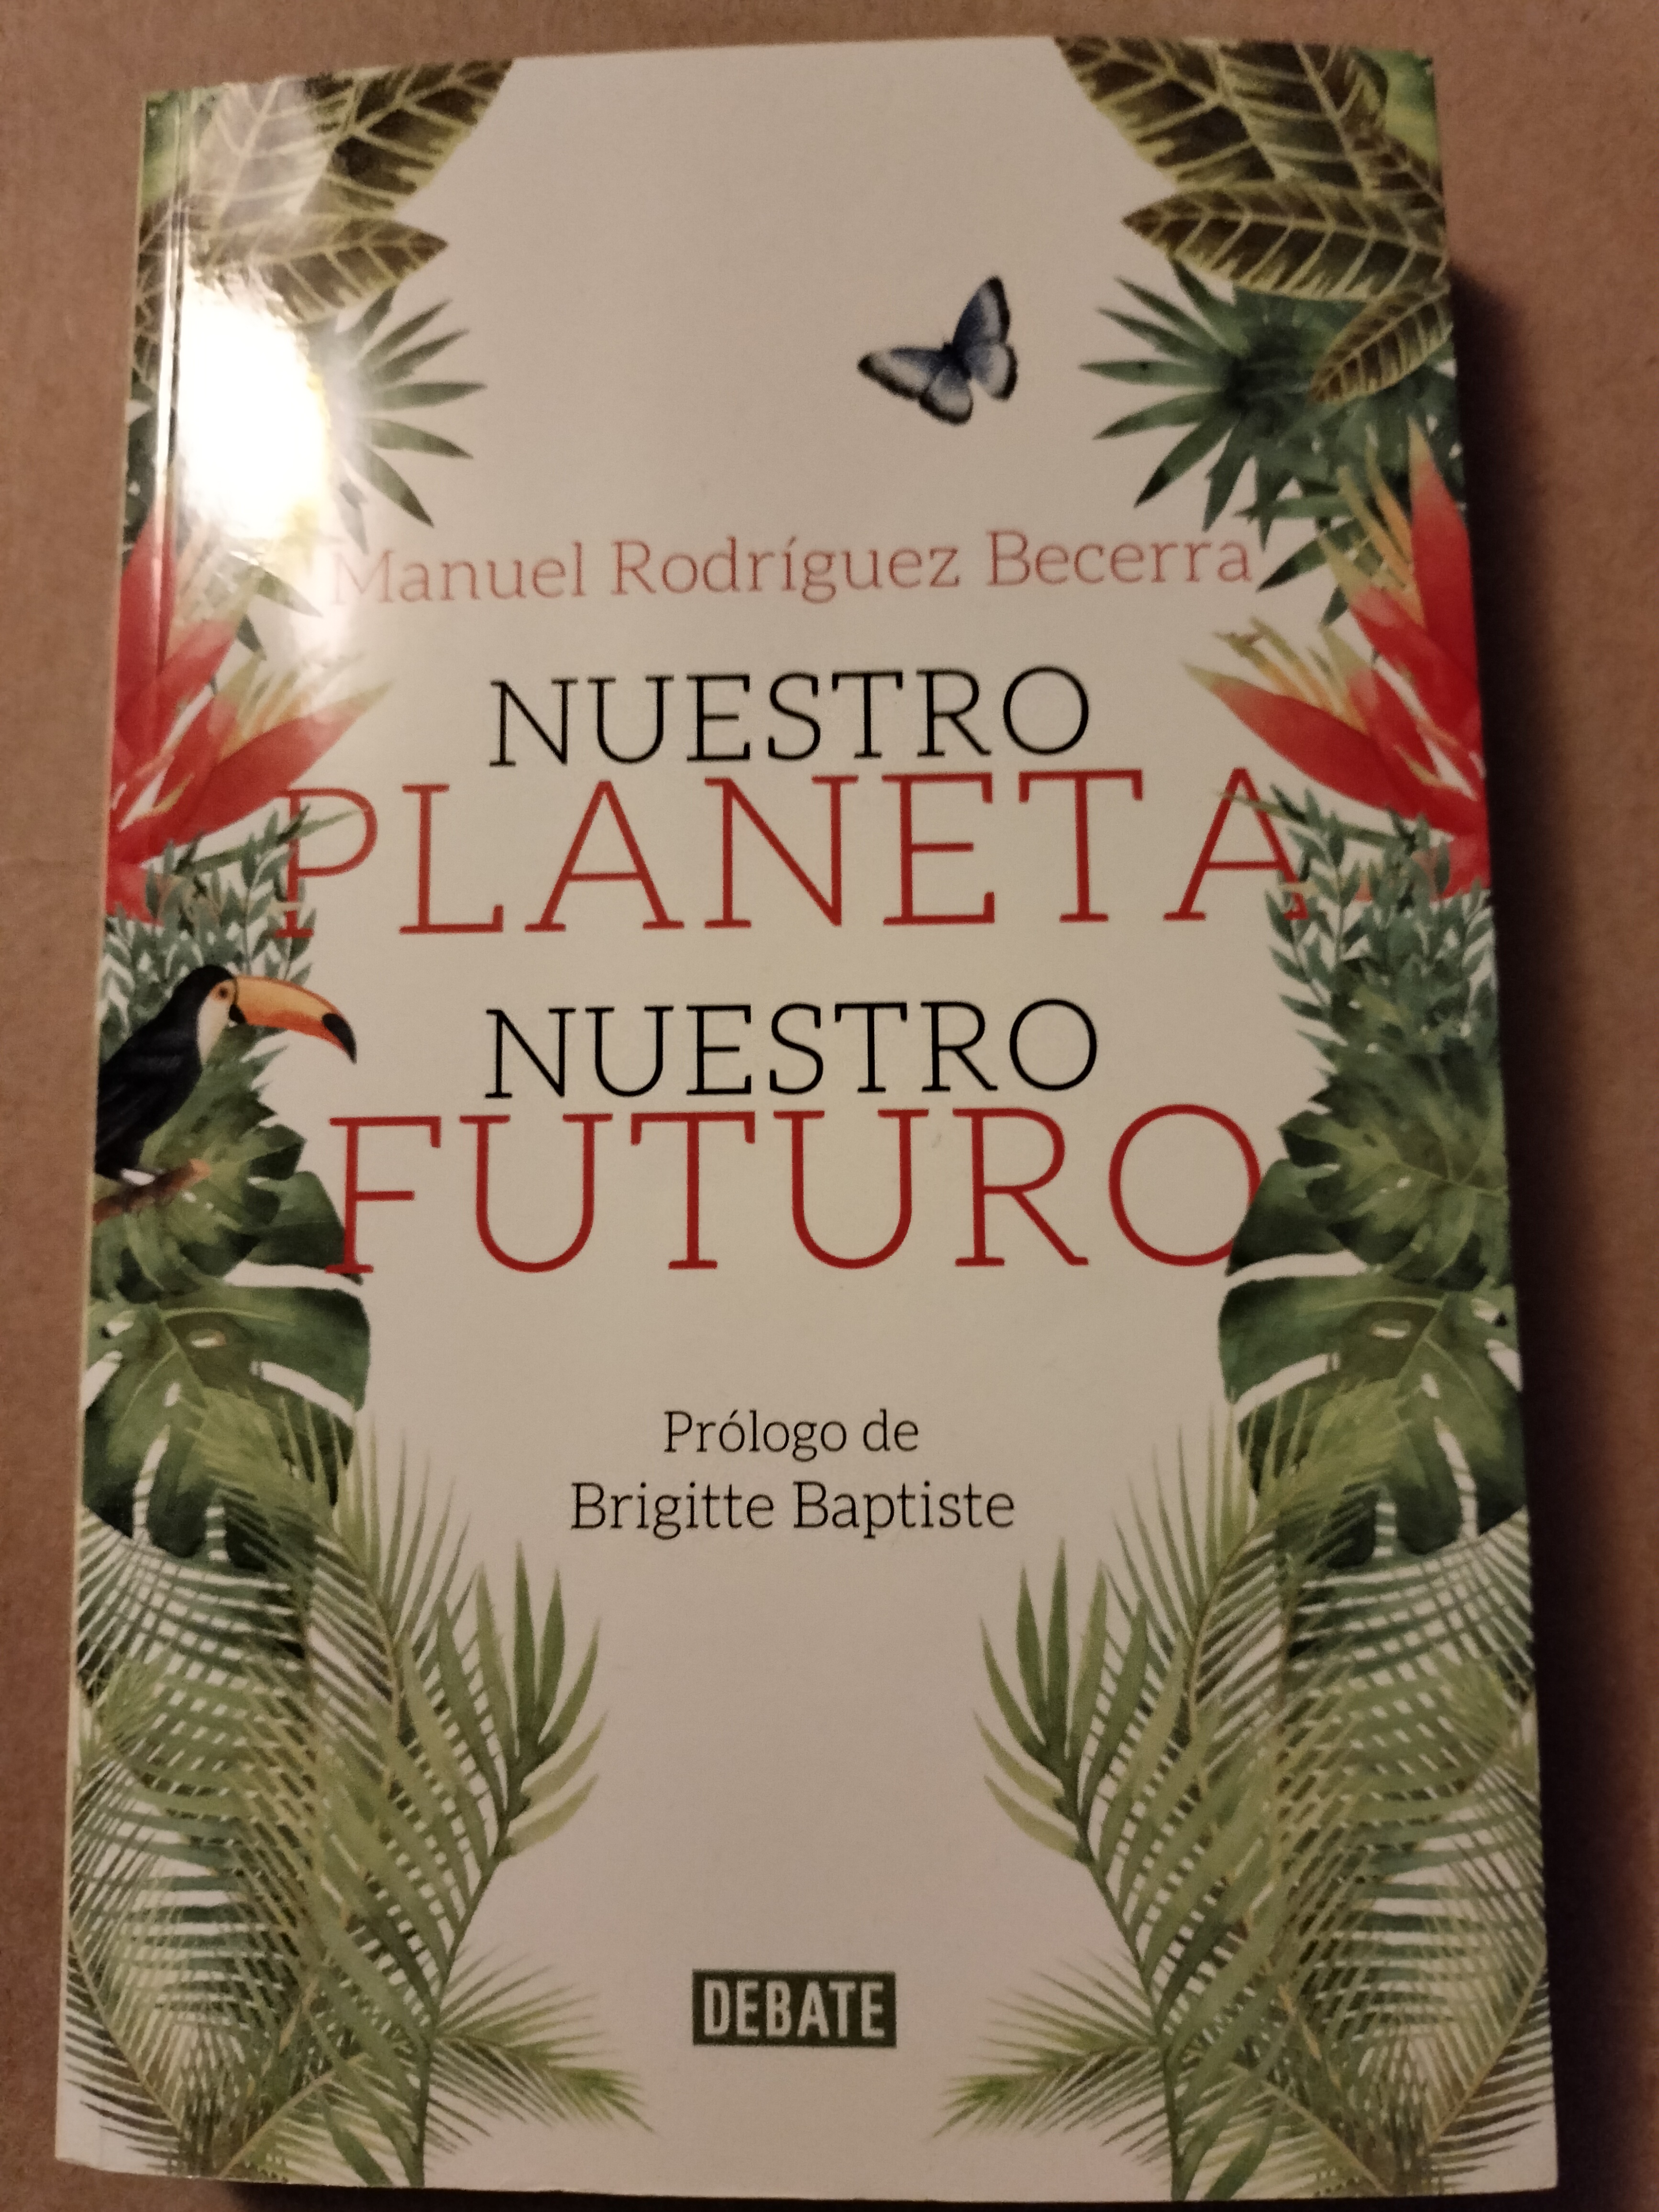 Manuel Rodríguez Becerra
NUESTRO
PLANETA
NUESTRO
FUTURO
Prólogo de
Brigitte Baptiste
DEBATE